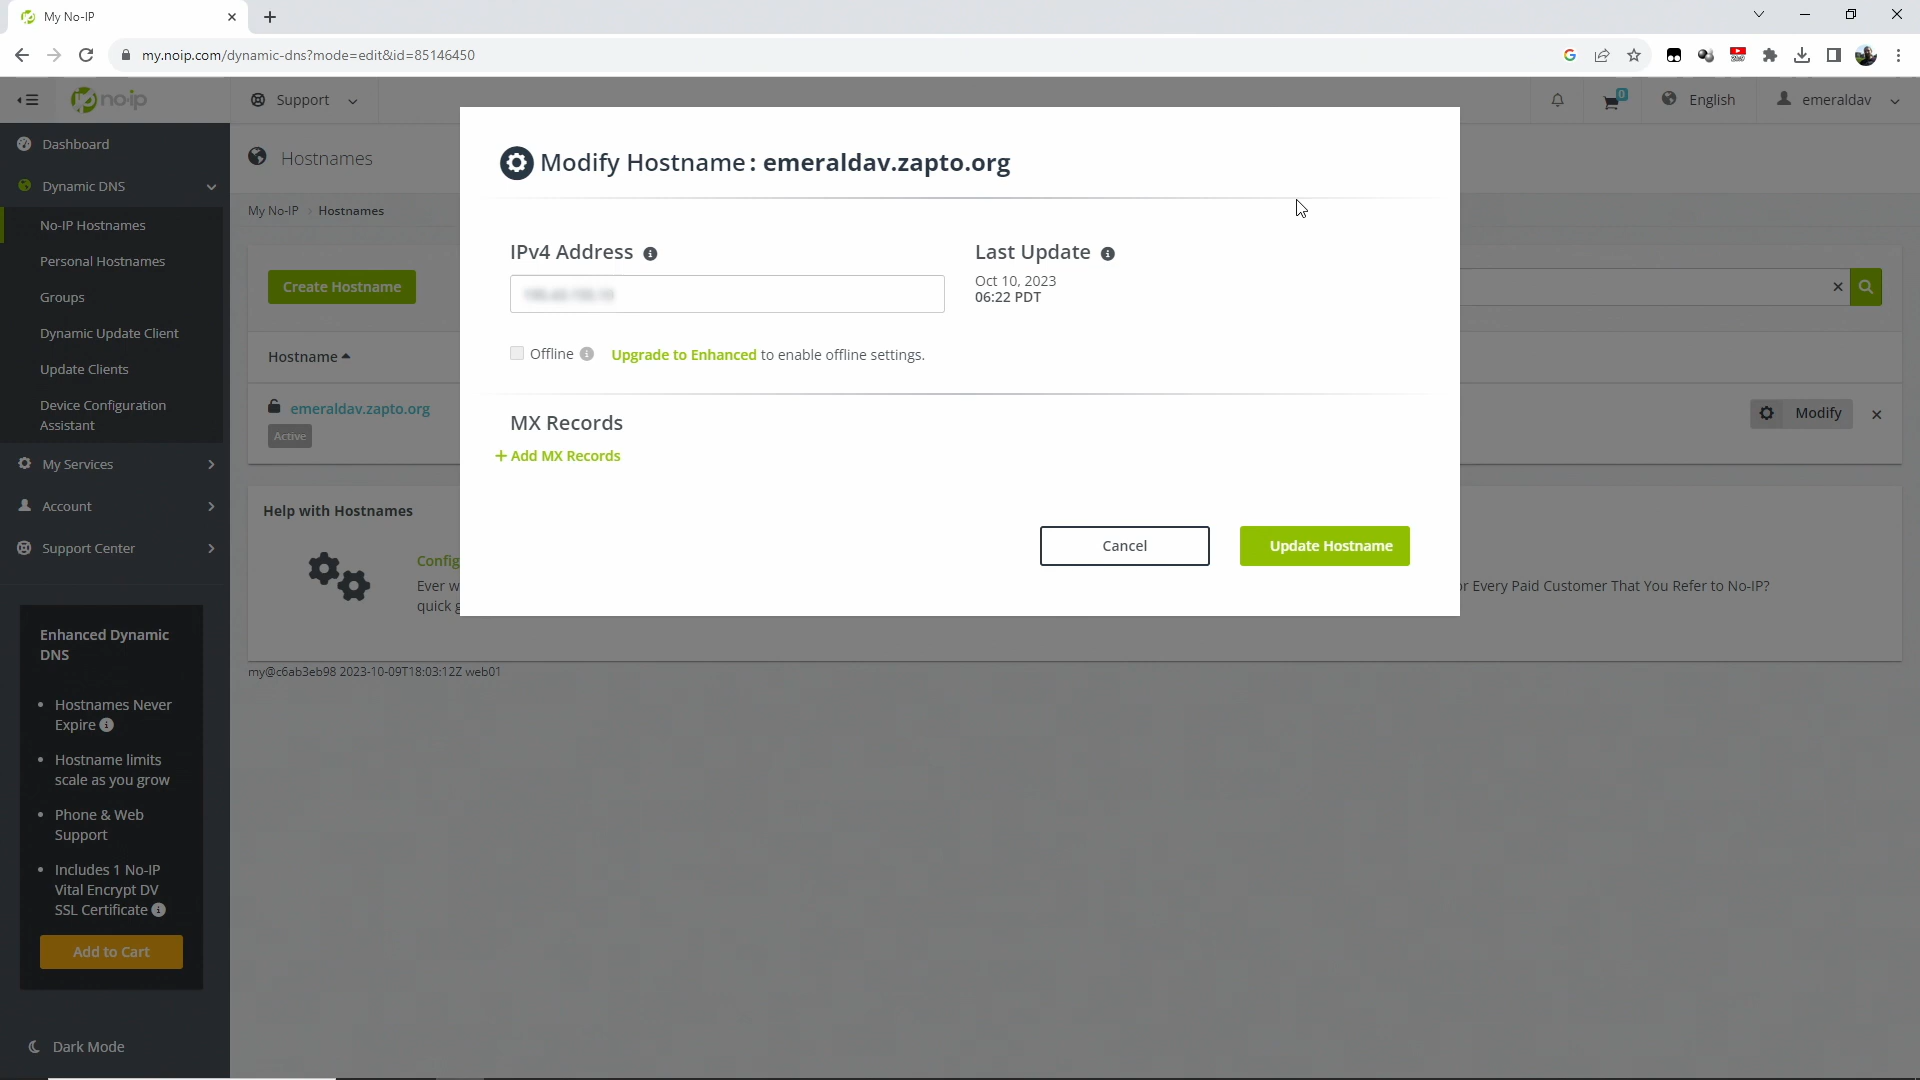 My No-IP
my.noip.com/dynamic-dns?mode=edit&id=85146450
no-ip
Support
0
English
emeraldav
Dashboard
Dynamic DNS
No-IP Hostnames
Personal Hostnames
Groups
Dynamic Update Client
Update Clients
Device Configuration
Assistant
My Services
Account
Support Center
Enhanced Dynamic
DNS
• Hostnames Never
Expire
• Hostname limits
scale as you grow
• Phone & Web
Support
• Includes 1 No-IP
Vital Encrypt DV
SSL Certificate
Add to Cart
Dark Mode
Hostnames
My No-IP > Hostnames
Create Hostname
Hostname
emeraldav.zapto.org
Active
Modify
Help with Hostnames
Config
Ever w
quick g
or Every Paid Customer That You Refer to No-IP?
my@c6ab3eb98 2023-10-09T18:03:12Z web01
Modify Hostname : emeraldav.zapto.org
IPv4 Address
Last Update
Oct 10, 2023
06:22 PDT
Offline
Upgrade to Enhanced to enable offline settings.
MX Records
+ Add MX Records
Cancel
Update Hostname